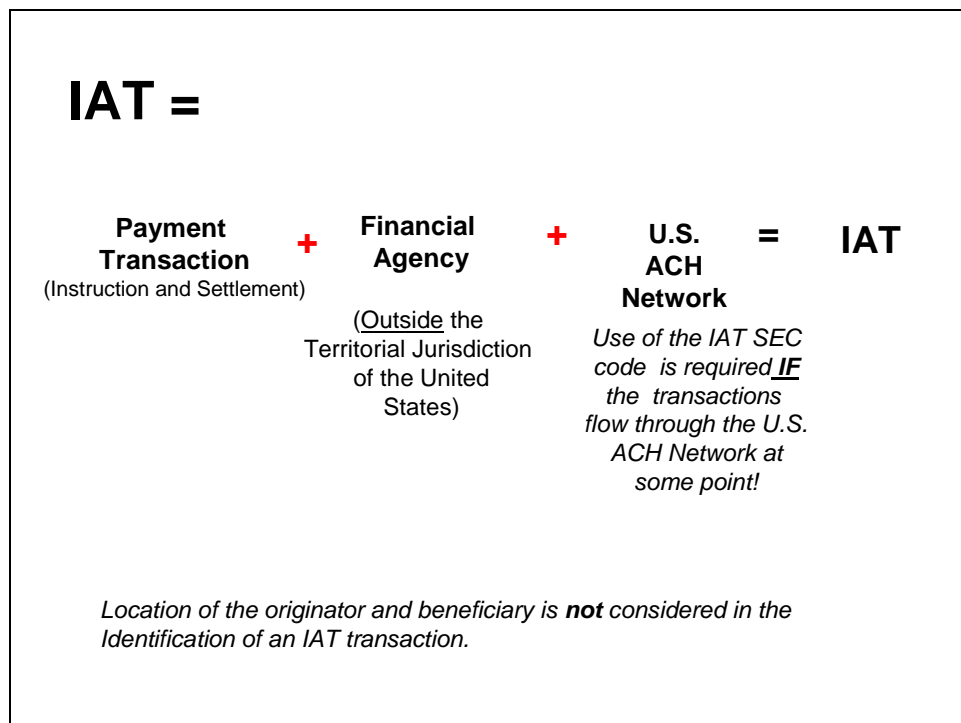 IAT =
Payment
Transaction
(Instruction and Settlement)
+
Financial
Agency
(Outside the
Territorial Jurisdiction
of the United
States)
+
U.S.
ACH
Network
Use of the IAT SEC
code is required IF
the transactions
flow through the U.S.
ACH Network at
some point!
=
IAT
Location of the originator and beneficiary is not considered in the
Identification of an IAT transaction.